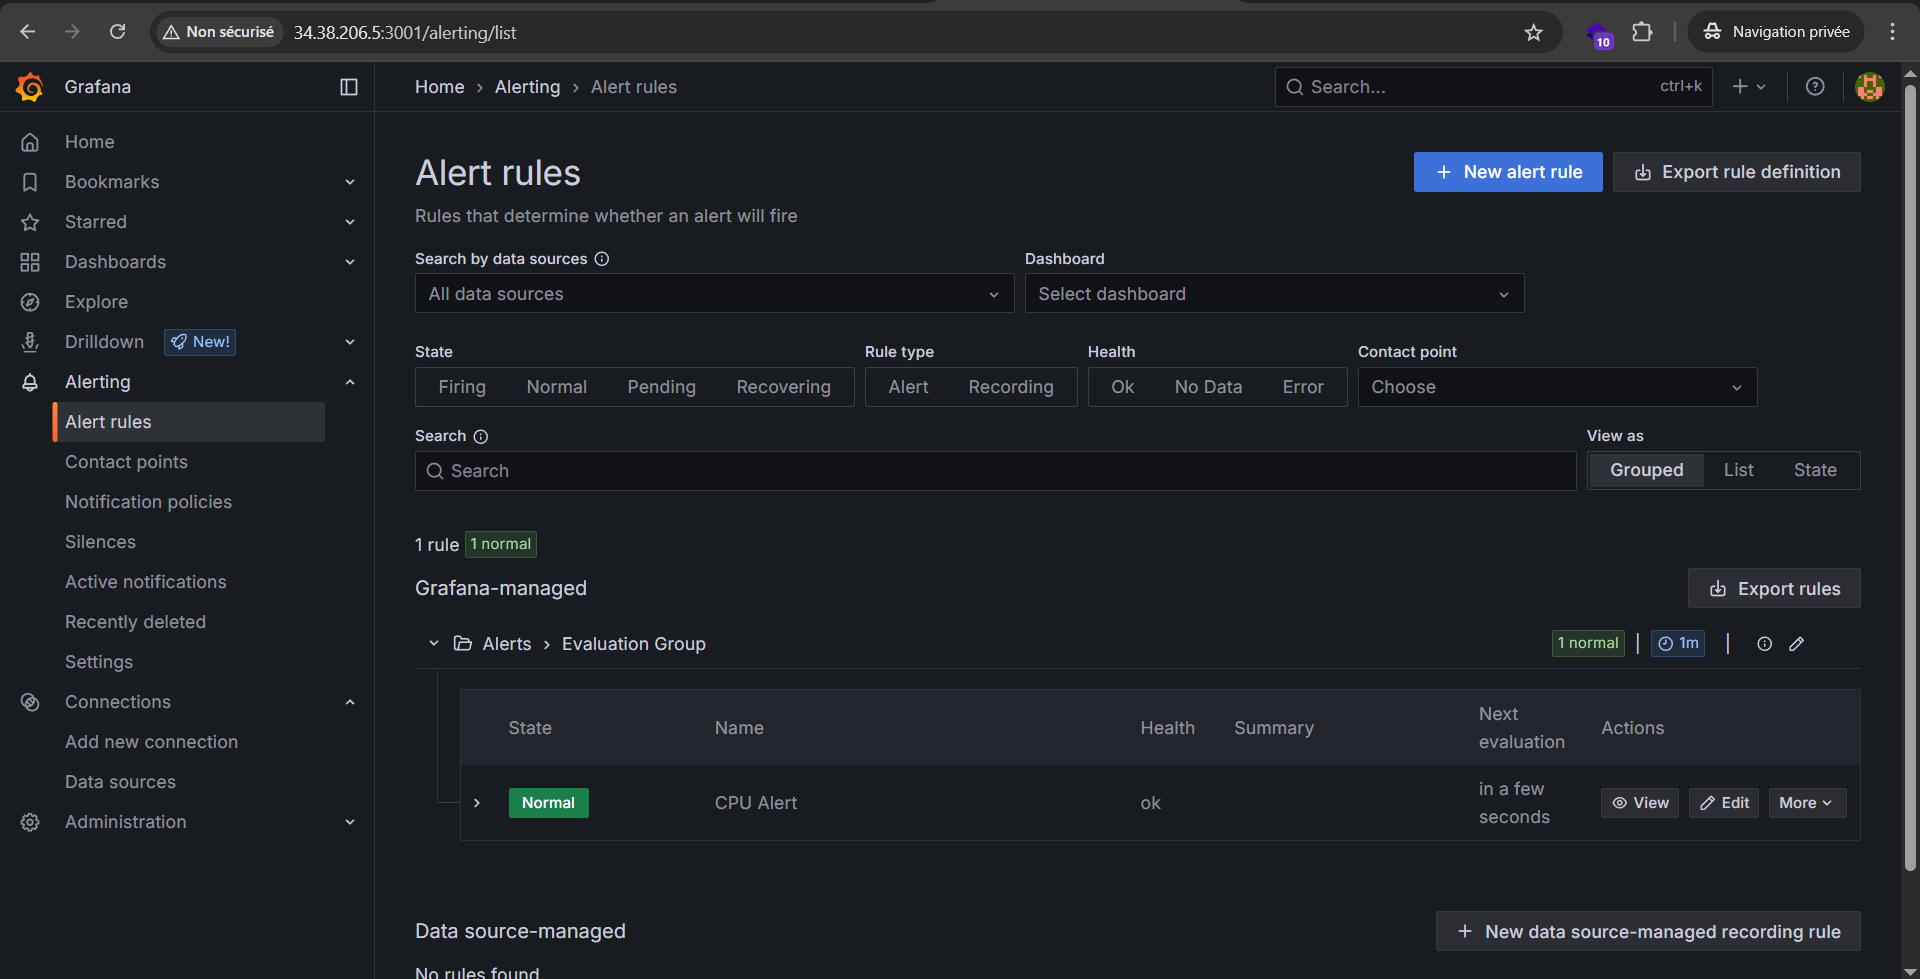 Non sécurisé
34.38.206.5:3001/alerting/list
10
Navigation privée
Grafana
Home › Alerting › Alert rules
Search...
ctrl+k
Home
Bookmarks
Starred
Dashboards
Explore
Drilldown New!
Alerting
Alert rules
Contact points
Notification policies
Silences
Active notifications
Recently deleted
Settings
Connections
Add new connection
Data sources
Administration
Alert rules
New alert rule
Export rule definition
Rules that determine whether an alert will fire
Search by data sources
Dashboard
All data sources
Select dashboard
State
Rule type
Health
Contact point
Firing Normal Pending Recovering
Alert Recording
Ok No Data Error
Choose
Search
View as
Search
Grouped List State
1 rule 1 normal
Grafana-managed
Export rules
Alerts › Evaluation Group
1 normal | 1m |
State Name Health Summary Next evaluation Actions
Normal CPU Alert ok in a few seconds View Edit More
Data source-managed
New data source-managed recording rule
No rules found